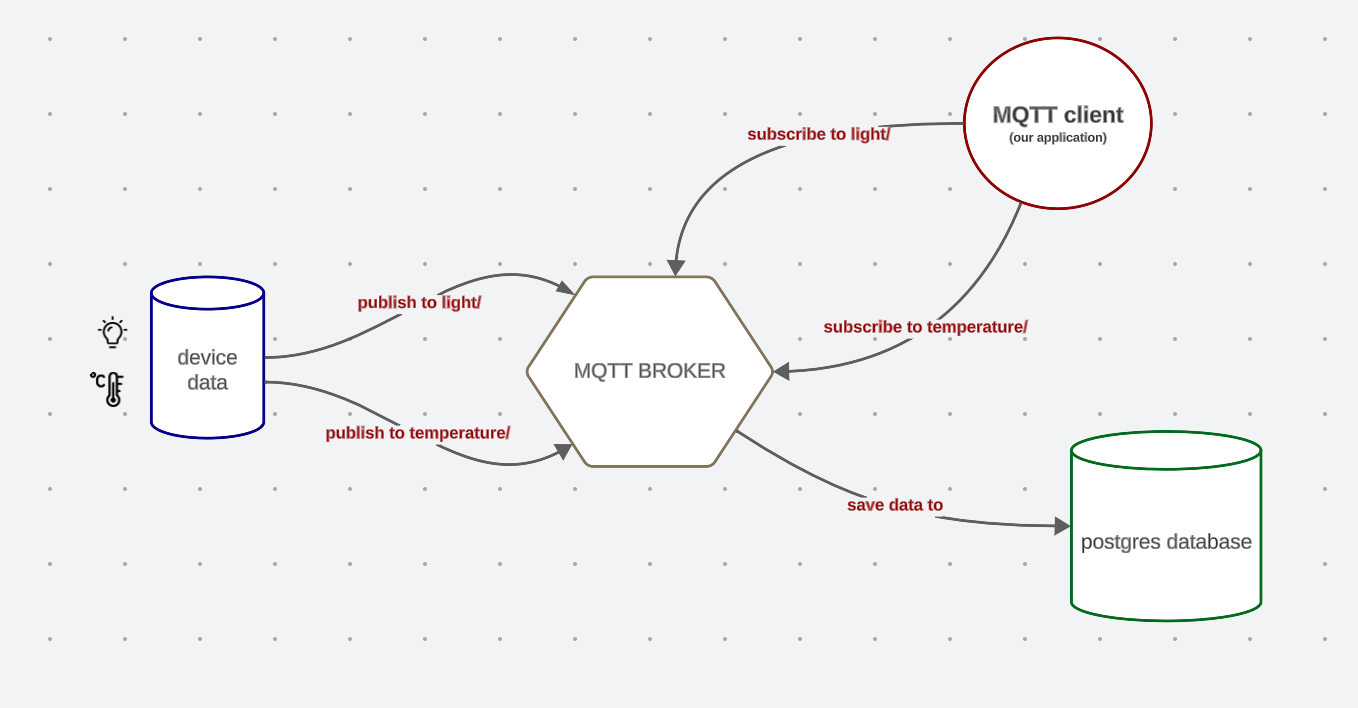 MQTT client
(our application)
subscribe to light/
publish to light/
subscribe to temperature/
°C
device
data
MQTT BROKER
publish to temperature/
save data to
postgres database